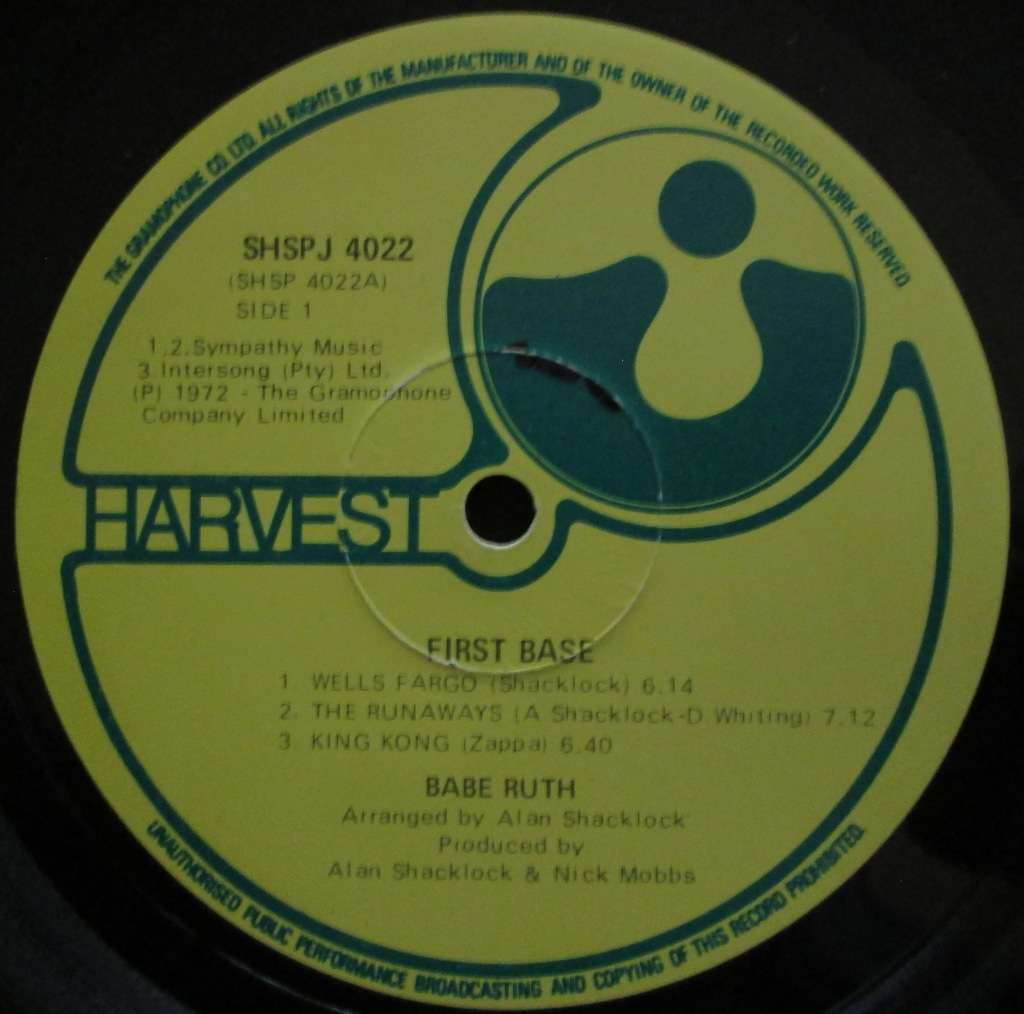 THE GRAMOPHONE CO. LTD. ALL RIGHTS OF THE MANUFACTURER AND OF THE OWNER OF THE RECORDED WORK RESERVED.
SHSPJ 4022
(SHSP 4022A)
SIDE 1
1,2.Sympathy Music
3.Intersong (Pty) Ltd.
(P) 1972 - The Gramophone
Company Limited
HARVEST
FIRST BASE
1. WELLS FARGO (Shacklock) 6.14
2. THE RUNAWAYS (A Shacklock-D Whiting) 7.12
3. KING KONG (Zappa) 6.40
BABE RUTH
Arranged by Alan Shacklock
Produced by
Alan Shacklock & Nick Mobbs
UNAUTHORISED PUBLIC PERFORMANCE BROADCASTING AND COPYING OF THIS RECORD PROHIBITED.